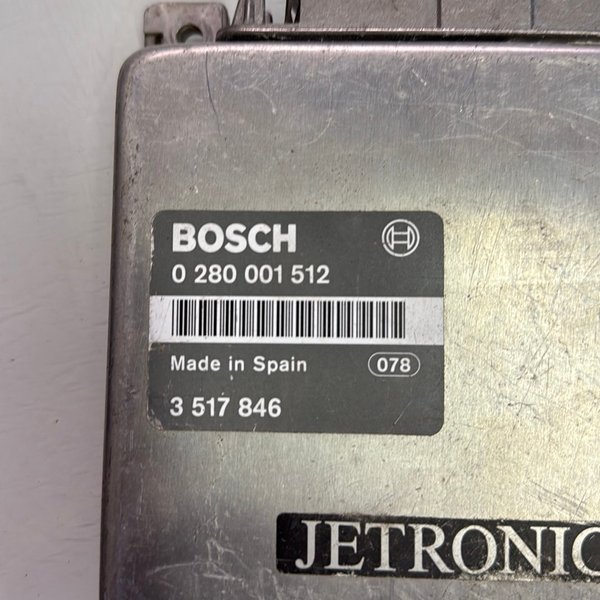 BOSCH
0 280 001 512
Made in Spain 078
3 517 846
JETRONIC